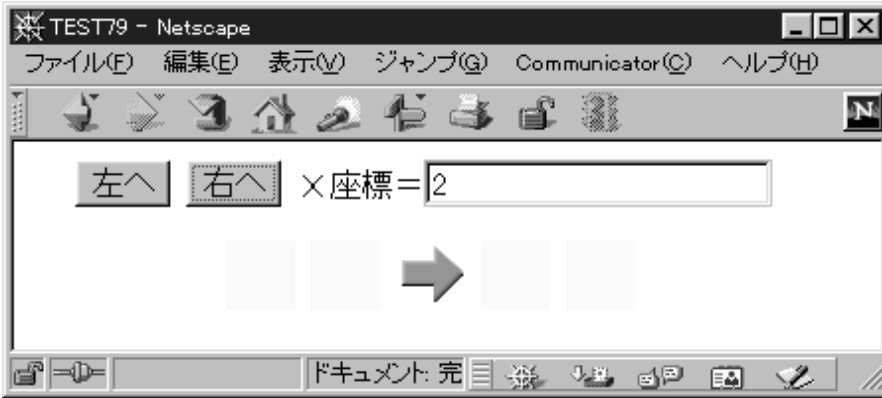 TEST79 - Netscape
ファイル(F) 編集(E) 表示(V) ジャンプ(G) Communicator(C) ヘルプ(H)
N
左へ 右へ X座標=2
ドキュメント: 完